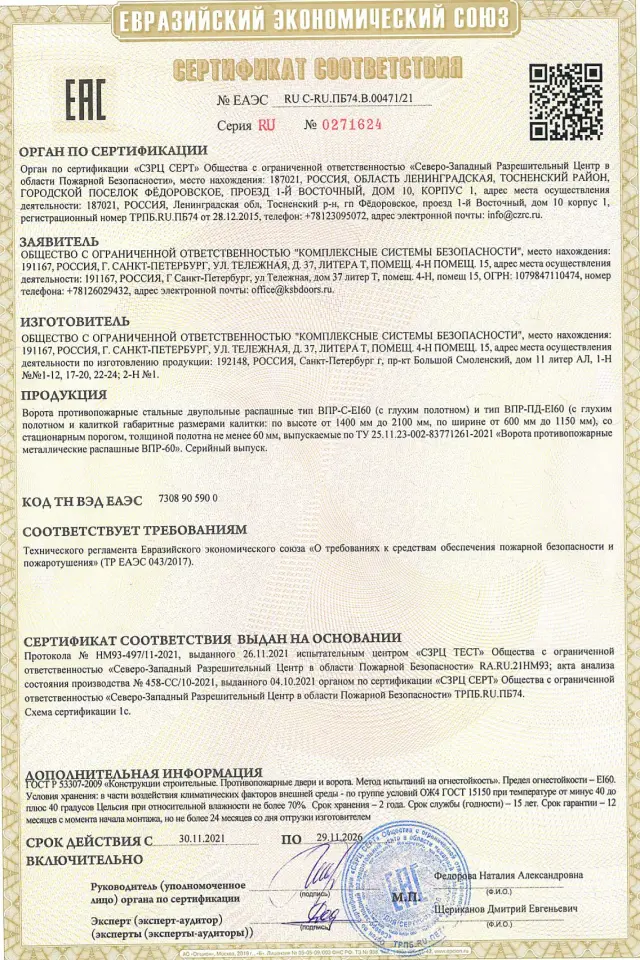 ЕВРАЗИЙСКИЙ ЭКОНОМИЧЕСКИЙ СОЮЗ
СЕРТИФИКАТ СООТВЕТСТВИЯ
ЕАС
№ ЕАЭС RU С-RU.ПБ74.В.00471/21
Серия RU № 0271624
ОРГАН ПО СЕРТИФИКАЦИИ
Орган по сертификации «СЗРЦ СЕРТ» Общества с ограниченной ответственностью «Северо-Западный Разрешительный Центр в
области Пожарной Безопасности», место нахождения: 187021, РОССИЯ, ОБЛАСТЬ ЛЕНИНГРАДСКАЯ, ТОСНЕНСКИЙ РАЙОН,
ГОРОДСКОЙ ПОСЕЛОК ФЁДОРОВСКОЕ, ПРОЕЗД 1-Й ВОСТОЧНЫЙ, ДОМ 10, КОРПУС 1, адрес места осуществления
деятельности: 187021, РОССИЯ, Ленинградская обл, Тосненский р-н, гп Фёдоровское, проезд 1-й Восточный, дом 10 корпус 1,
регистрационный номер ТРПБ.RU.ПБ74 от 28.12.2015, телефон: +78123095072, адрес электронной почты: info@czrc.ru.
ЗАЯВИТЕЛЬ
ОБЩЕСТВО С ОГРАНИЧЕННОЙ ОТВЕТСТВЕННОСТЬЮ "КОМПЛЕКСНЫЕ СИСТЕМЫ БЕЗОПАСНОСТИ", место нахождения:
191167, РОССИЯ, Г. САНКТ-ПЕТЕРБУРГ, УЛ. ТЕЛЕЖНАЯ, Д. 37, ЛИТЕРА Т, ПОМЕЩ. 4-Н ПОМЕЩ. 15, адрес места осуществления
деятельности: 191167, РОССИЯ, Г Санкт-Петербург, ул Тележная, дом 37 литер Т, помещ. 4-Н, помещ 15, ОГРН: 1079847110474, номер
телефона: +78126029432, адрес электронной почты: office@ksbdoors.ru.
ИЗГОТОВИТЕЛЬ
ОБЩЕСТВО С ОГРАНИЧЕННОЙ ОТВЕТСТВЕННОСТЬЮ "КОМПЛЕКСНЫЕ СИСТЕМЫ БЕЗОПАСНОСТИ", место нахождения:
191167, РОССИЯ, Г. САНКТ-ПЕТЕРБУРГ, УЛ. ТЕЛЕЖНАЯ, Д. 37, ЛИТЕРА Т, ПОМЕЩ. 4-Н ПОМЕЩ. 15, адрес места осуществления
деятельности по изготовлению продукции: 192148, РОССИЯ, Санкт-Петербург г, пр-кт Большой Смоленский, дом 11 литер АЛ, 1-Н
№№1-12, 17-20, 22-24; 2-Н №1.
ПРОДУКЦИЯ
Ворота противопожарные стальные двупольные распашные тип ВПР-С-EI60 (с глухим полотном) и тип ВПР-ПД-EI60 (с глухим
полотном и калиткой габаритные размерами калитки: по высоте от 1400 мм до 2100 мм, по ширине от 600 мм до 1150 мм), со
стационарным порогом, толщиной полотна не менее 60 мм, выпускаемые по ТУ 25.11.23-002-83771261-2021 «Ворота противопожарные
металлические распашные ВПР-60». Серийный выпуск.
КОД ТН ВЭД ЕАЭС 7308 90 590 0
СООТВЕТСТВУЕТ ТРЕБОВАНИЯМ
Технического регламента Евразийского экономического союза «О требованиях к средствам обеспечения пожарной безопасности и
пожаротушения» (ТР ЕАЭС 043/2017).
СЕРТИФИКАТ СООТВЕТСТВИЯ ВЫДАН НА ОСНОВАНИИ
Протокола № НМ93-497/11-2021, выданного 26.11.2021 испытательным центром «СЗРЦ ТЕСТ» Общества с ограниченной
ответственностью «Северо-Западный Разрешительный Центр в области Пожарной Безопасности» RA.RU.21НМ93; акта анализа
состояния производства № 458-СС/10-2021, выданного 04.10.2021 органом по сертификации «СЗРЦ СЕРТ» Общества с ограниченной
ответственностью «Северо-Западный Разрешительный Центр в области Пожарной Безопасности» ТРПБ.RU.ПБ74.
Схема сертификации 1с.
ДОПОЛНИТЕЛЬНАЯ ИНФОРМАЦИЯ
ГОСТ Р 53307-2009 «Конструкции строительные. Противопожарные двери и ворота. Метод испытаний на огнестойкость». Предел огнестойкости – EI60.
Условия хранения: в части воздействия климатических факторов внешней среды - по группе условий ОЖ4 ГОСТ 15150 при температуре от минус 40 до
плюс 40 градусов Цельсия при относительной влажности не более 70%. Срок хранения – 2 года. Срок службы (годности) – 15 лет. Срок гарантии – 12
месяцев с момента начала монтажа, но не более 24 месяцев со дня отгрузки изготовителем
СРОК ДЕЙСТВИЯ С 30.11.2021 ПО 29.11.2026
ВКЛЮЧИТЕЛЬНО
Руководитель (уполномоченное
лицо) органа по сертификации
(подпись)
Федорова Наталия Александровна
(Ф.И.О.)
М.П.
Эксперт (эксперт-аудитор)
(эксперты (эксперты-аудиторы))
(подпись)
Щериканов Дмитрий Евгеньевич
(Ф.И.О.)
ТРПБ.RU.ПБ7